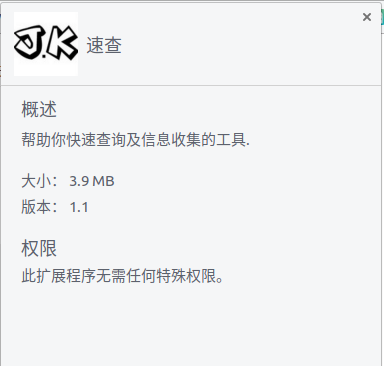 J.K 速查
×
概述
帮助你快速查询及信息收集的工具.
大小： 3.9 MB
版本： 1.1
权限
此扩展程序无需任何特殊权限。